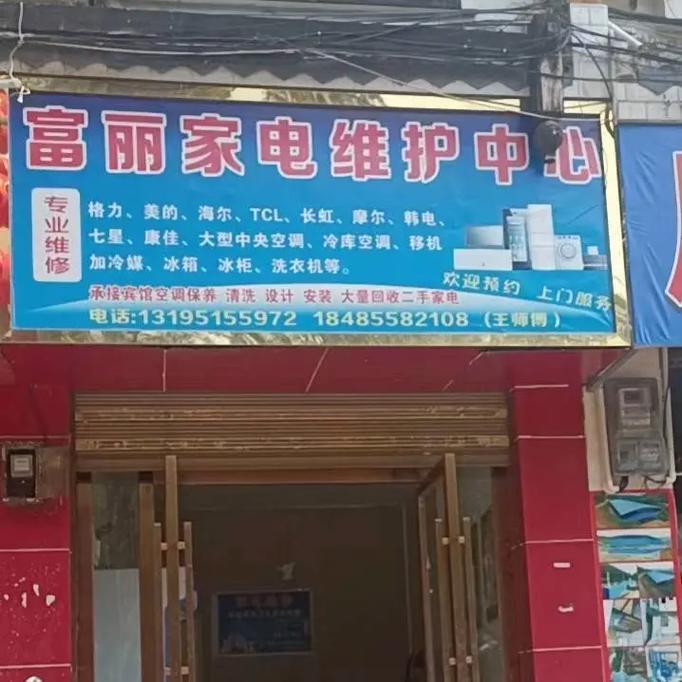 富丽家电维护中心
专业维修
格力、美的、海尔、TCL、长虹、摩尔、韩电、
七星、康佳、大型中央空调、冷库空调、移机
加冷媒、冰箱、冰柜、洗衣机等。
欢迎预约 上门服务
承接宾馆空调保养 清洗 设计 安装 大量回收二手家电
电话:13195155972 18485582108 (王师傅)